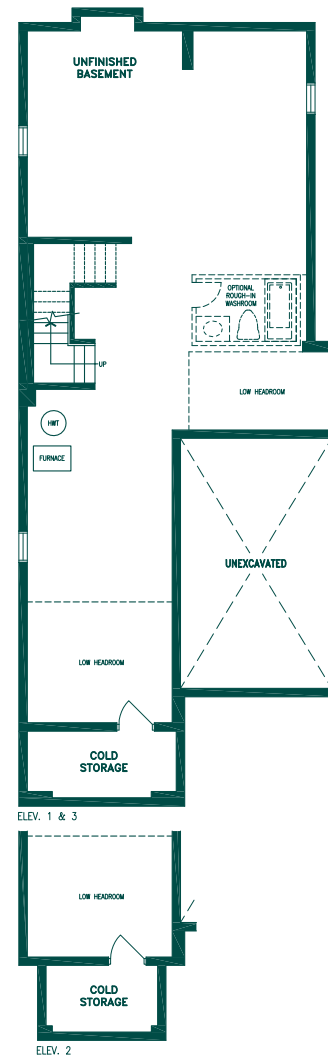 UNFINISHED
BASEMENT
OPTIONAL
ROUGH-IN
WASHROOM
UP
LOW HEADROOM
HWT
FURNACE
UNEXCAVATED
LOW HEADROOM
COLD
STORAGE
ELEV. 1 & 3
LOW HEADROOM
COLD
STORAGE
ELEV. 2